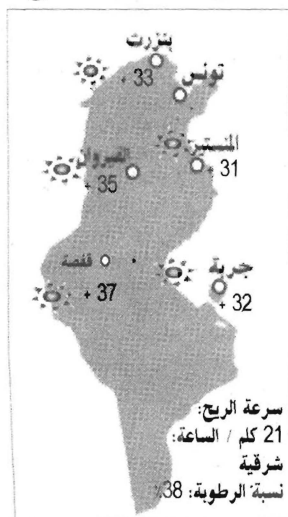 بنزرت
+ 33
تونس
المنستير
+ 31
القيروان
+ 35
قفصة
+ 37
جربة
+ 32
سرعة الريح:
21 كلم / الساعة:
شرقية
نسبة الرطوبة: 38٪